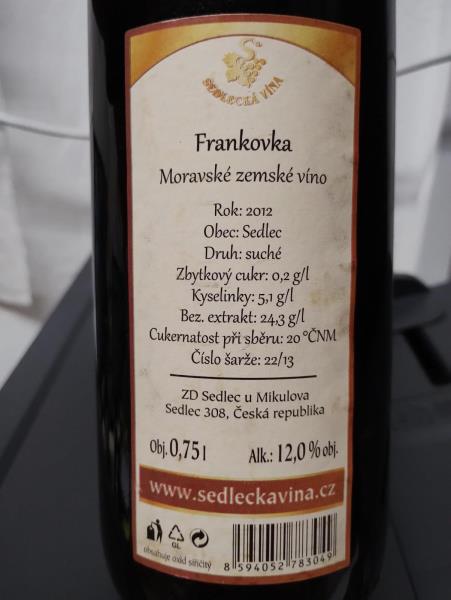 SEDLECKÁ VÍNA
Frankovka
Moravské zemské víno
Rok: 2012
Obec: Sedlec
Druh: suché
Zbytkový cukr: 0,2 g/l
Kyselinky: 5,1 g/l
Bez. extrakt: 24,3 g/l
Cukernatost při sběru: 20 °ČNM
Číslo šarže: 22/13
ZD Sedlec u Mikulova
Sedlec 308, Česká republika
Obj. 0,75 l Alk.: 12,0 % obj.
www.sedleckavina.cz
GL
obsahuje oxid siřičitý
8 594052 783049